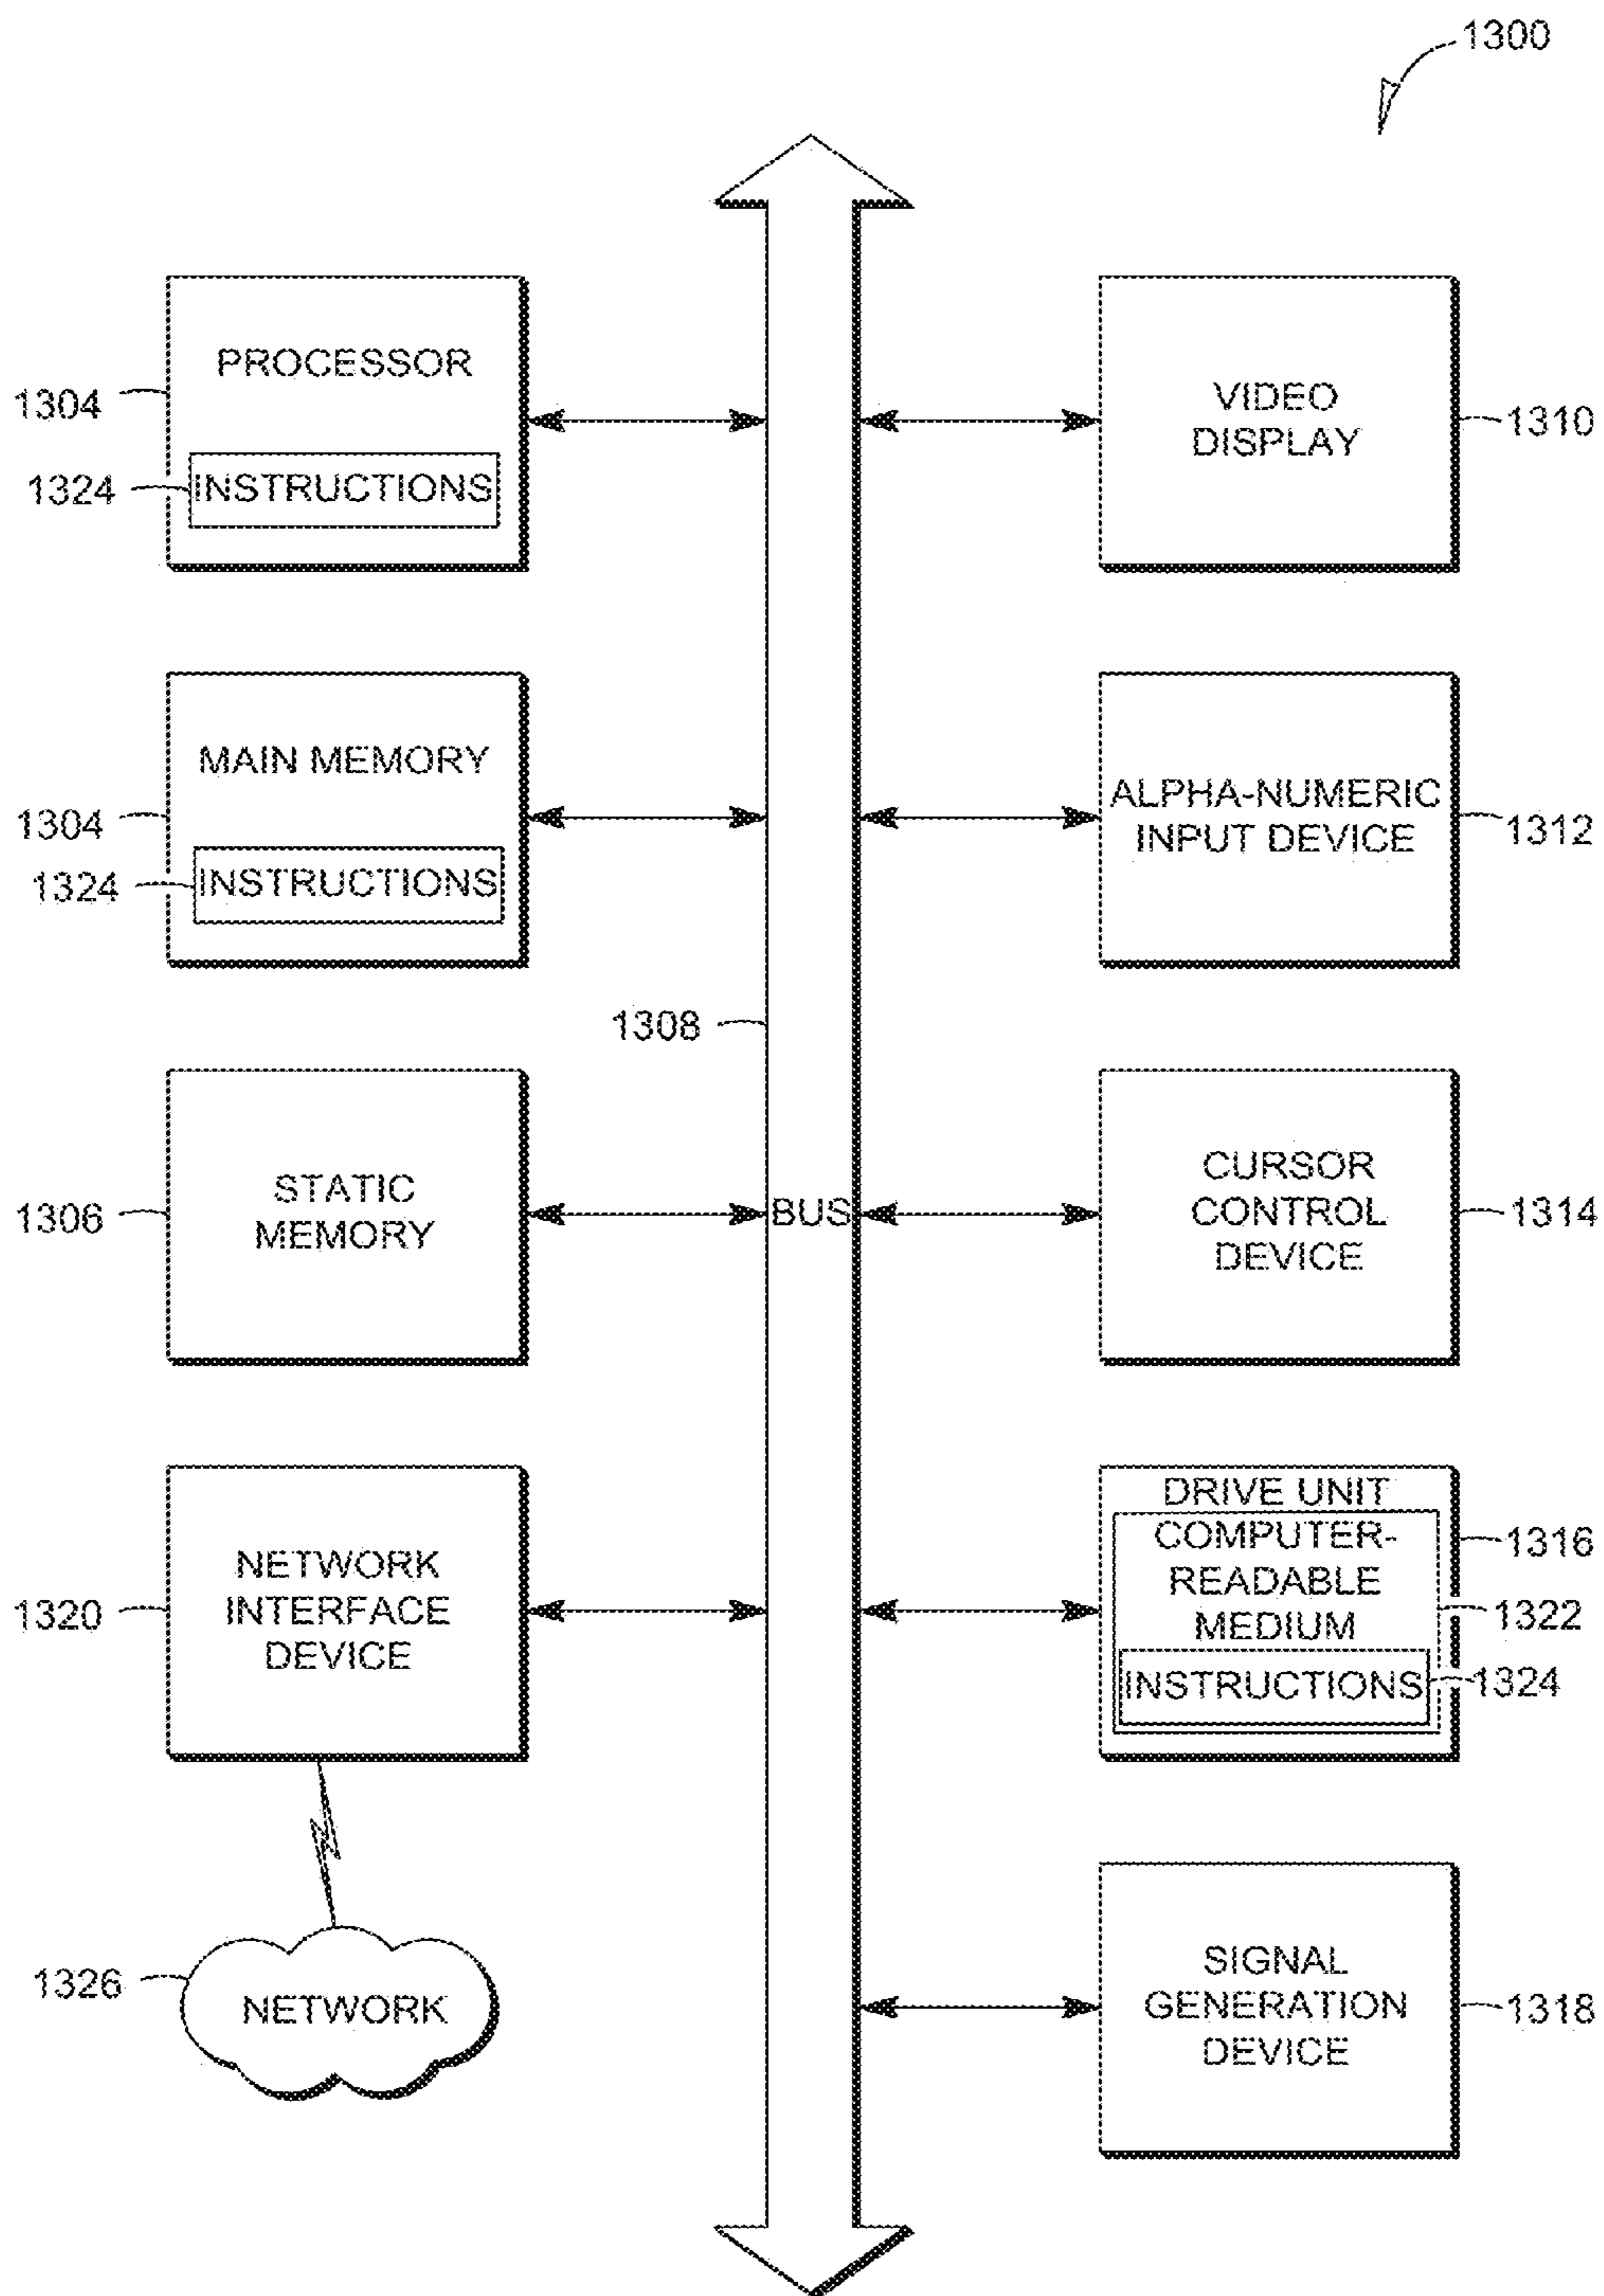 1300
PROCESSOR
1304
1324
INSTRUCTIONS
MAIN MEMORY
1304
1324
INSTRUCTIONS
1308
STATIC
MEMORY
1306
BUS
NETWORK
INTERFACE
DEVICE
1320
1326
NETWORK
VIDEO
DISPLAY
1310
ALPHA-NUMERIC
INPUT DEVICE
1312
CURSOR
CONTROL
DEVICE
1314
DRIVE UNIT
COMPUTER-
READABLE
MEDIUM
1316
1322
INSTRUCTIONS
1324
SIGNAL
GENERATION
DEVICE
1318